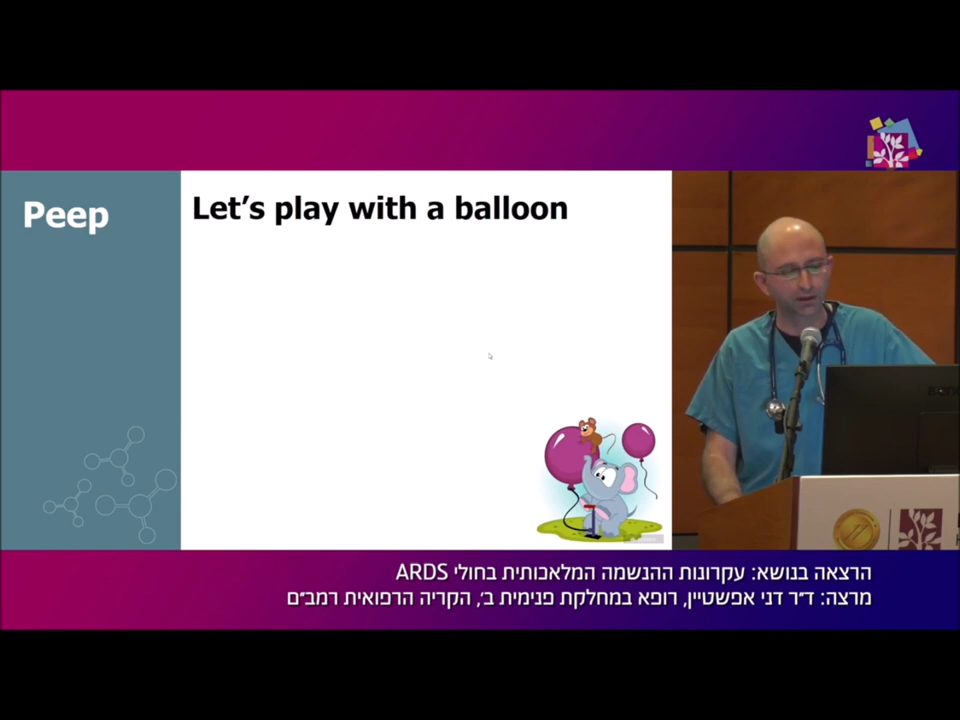 Peep
Let's play with a balloon
הרצאה בנושא: עקרונות ההנשמה המלאכותית בחולי ARDS
מרצה: ד״ר דני אפשטיין, רופא במחלקת פנימית ב׳, הקריה הרפואית רמב״ם